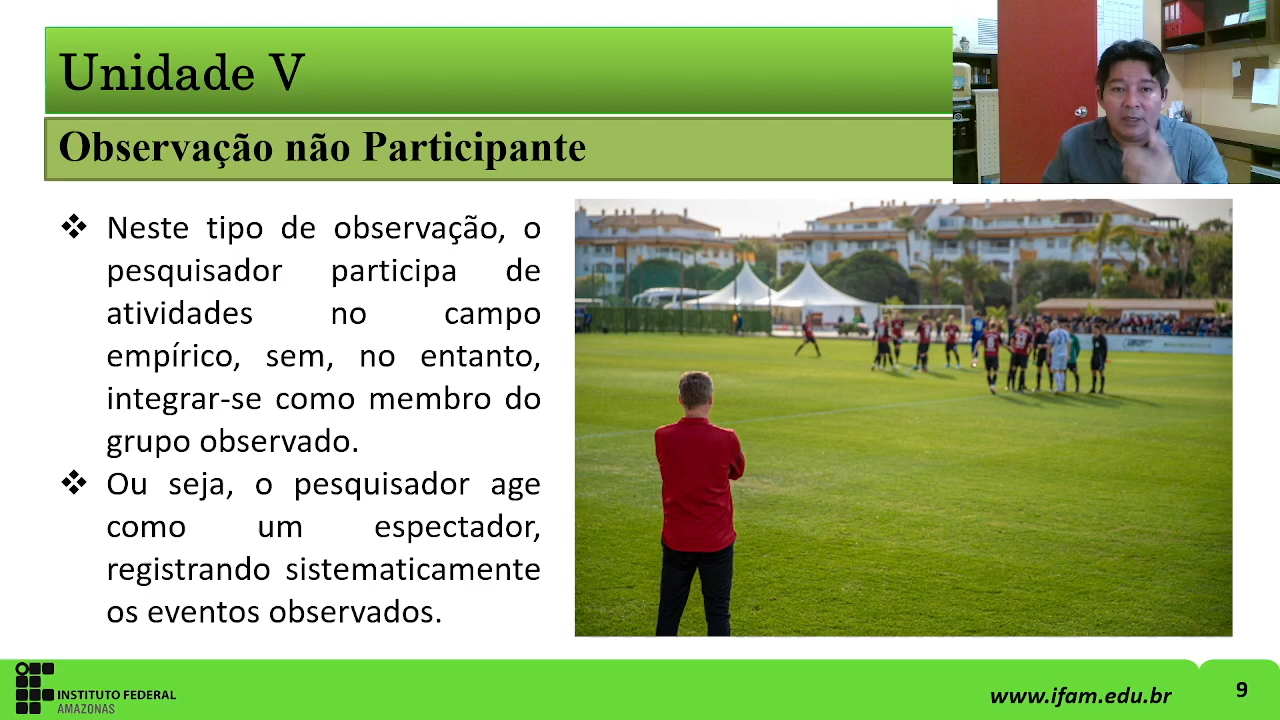 Unidade V
Observação não Participante
❖ Neste tipo de observação, o
pesquisador participa de
atividades no campo
empírico, sem, no entanto,
integrar-se como membro do
grupo observado.
❖ Ou seja, o pesquisador age
como um espectador,
registrando sistematicamente
os eventos observados.
INSTITUTO FEDERAL
AMAZONAS
www.ifam.edu.br
9